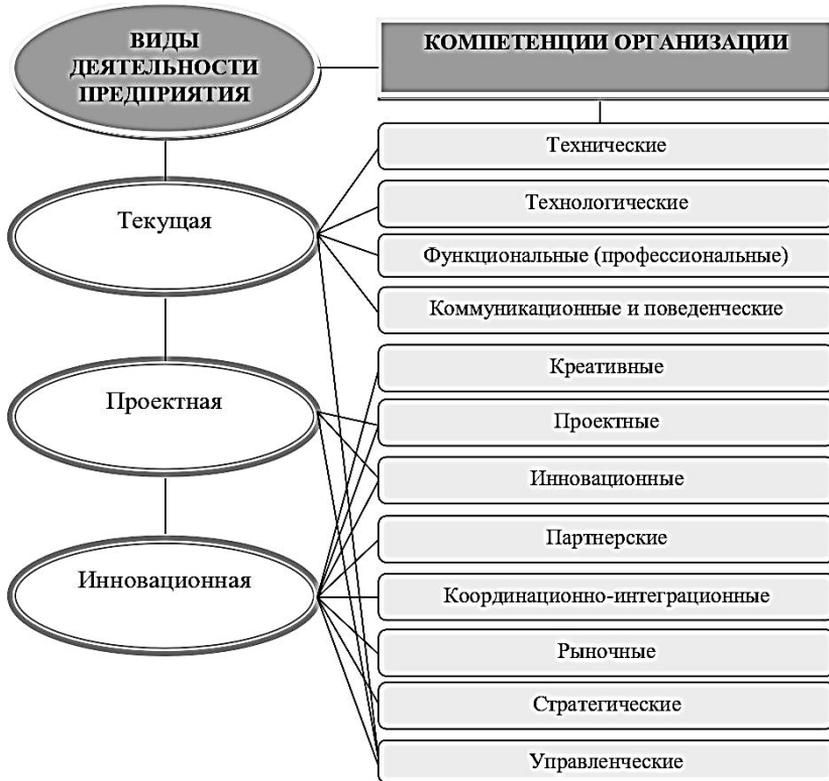 ВИДЫ
ДЕЯТЕЛЬНОСТИ
ПРЕДПРИЯТИЯ
КОМПЕТЕНЦИИ ОРГАНИЗАЦИИ
Технические
Текущая
Технологические
Функциональные (профессиональные)
Коммуникационные и поведенческие
Креативные
Проектная
Проектные
Инновационные
Партнерские
Инновационная
Координационно-интеграционные
Рыночные
Стратегические
Управленческие